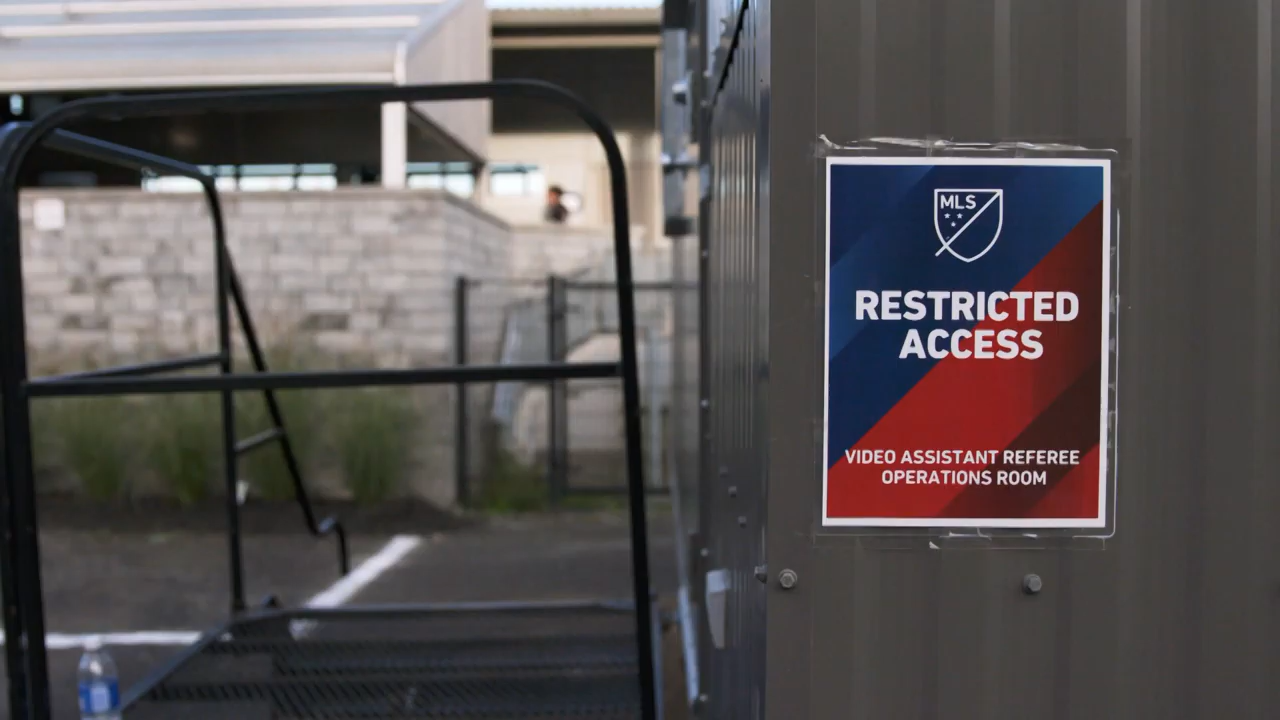 MLS
RESTRICTED
ACCESS
VIDEO ASSISTANT REFEREE
OPERATIONS ROOM